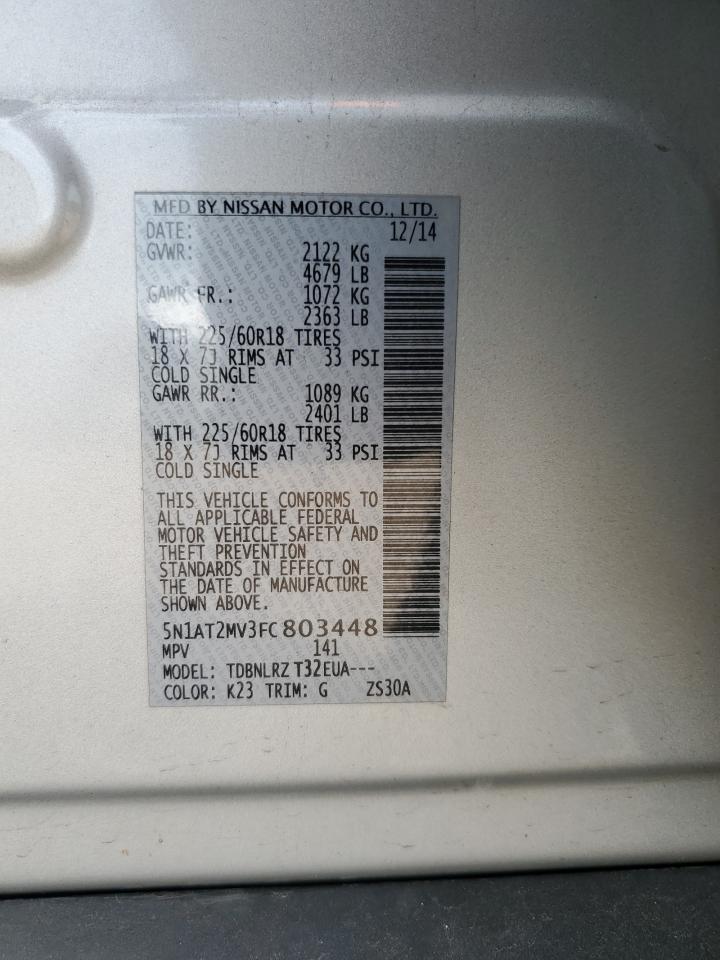 MFD BY NISSAN MOTOR CO., LTD.
DATE: 12/14
GVWR: 2122 KG
4679 LB
GAWR FR.: 1072 KG
2363 LB
WITH 225/60R18 TIRES
18 X 7J RIMS AT 33 PSI
COLD SINGLE
GAWR RR.: 1089 KG
2401 LB
WITH 225/60R18 TIRES
18 X 7J RIMS AT 33 PSI
COLD SINGLE
THIS VEHICLE CONFORMS TO
ALL APPLICABLE FEDERAL
MOTOR VEHICLE SAFETY AND
THEFT PREVENTION
STANDARDS IN EFFECT ON
THE DATE OF MANUFACTURE
SHOWN ABOVE.
5N1AT2MV3FC803448
MPV 141
MODEL: TDBNLRZ T32EUA---
COLOR: K23 TRIM: G ZS30A